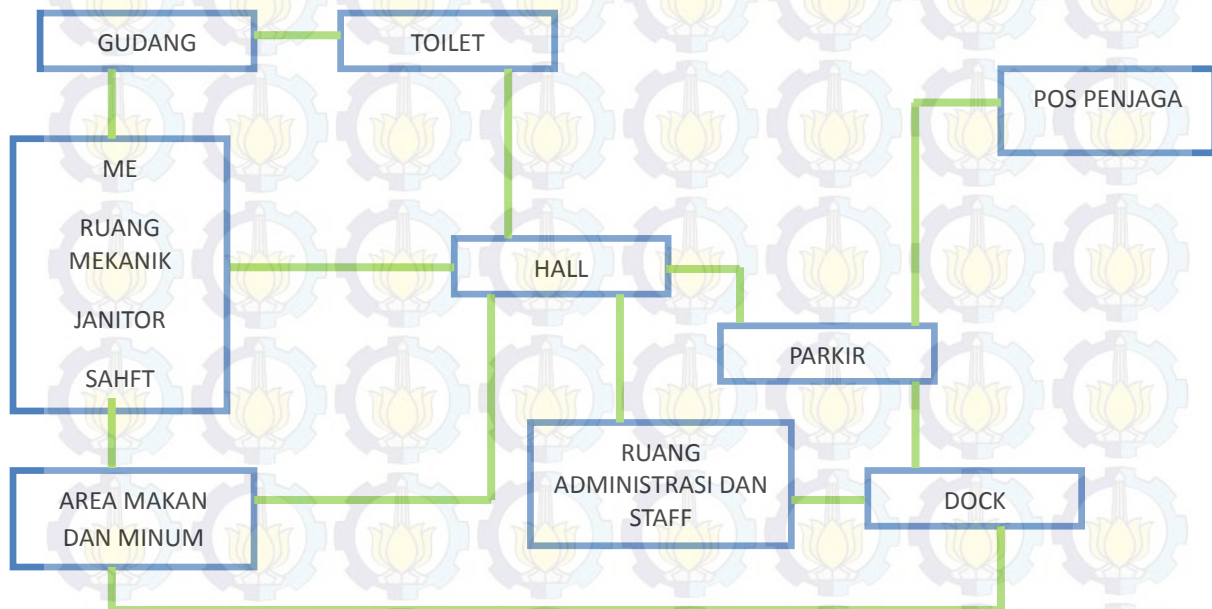 GUDANG
TOILET
POS PENJAGA
ME
RUANG
MEKANIK
JANITOR
SAHFT
HALL
PARKIR
RUANG
ADMINISTRASI DAN
STAFF
AREA MAKAN
DAN MINUM
DOCK